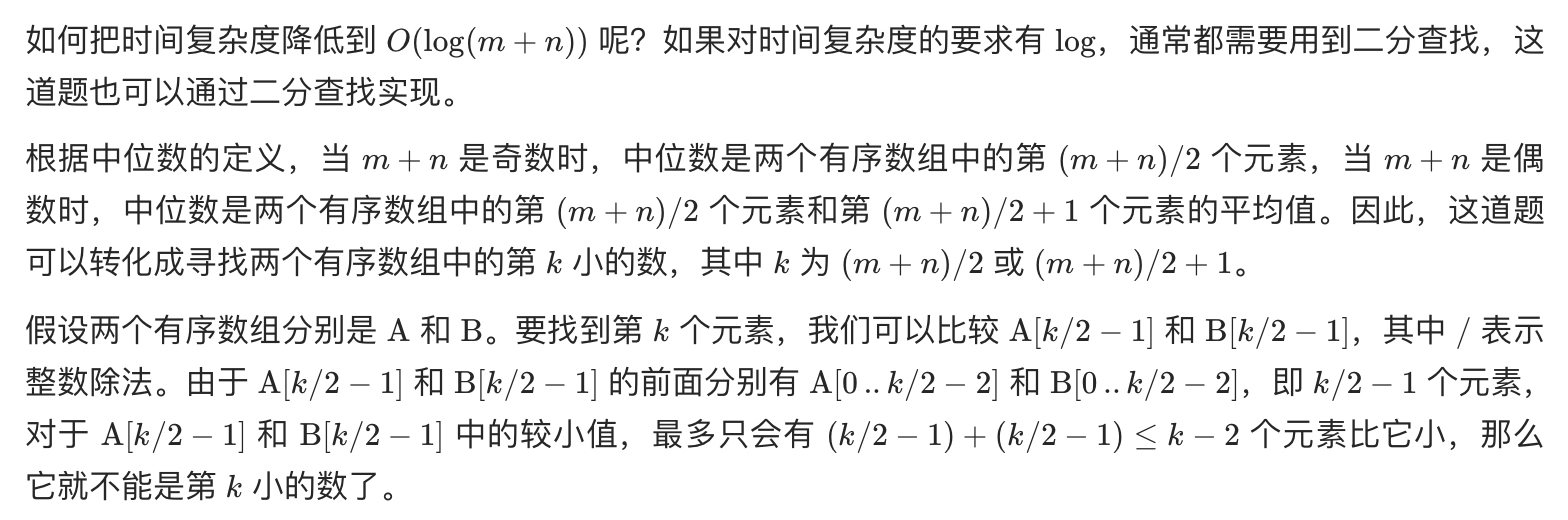 如何把时间复杂度降低到 O(log(m + n)) 呢？如果对时间复杂度的要求有 log，通常都需要用到二分查找，这
道题也可以通过二分查找实现。
根据中位数的定义，当 m + n 是奇数时，中位数是两个有序数组中的第 (m + n)/2 个元素，当 m + n 是偶
数时，中位数是两个有序数组中的第 (m + n)/2 个元素和第 (m + n)/2 + 1 个元素的平均值。因此，这道题
可以转化成寻找两个有序数组中的第 k 小的数，其中 k 为 (m + n)/2 或 (m + n)/2 + 1。
假设两个有序数组分别是 A 和 B。要找到第 k 个元素，我们可以比较 A[k/2 − 1] 和 B[k/2 − 1]，其中 / 表示
整数除法。由于 A[k/2 − 1] 和 B[k/2 − 1] 的前面分别有 A[0 .. k/2 − 2] 和 B[0 .. k/2 − 2]，即 k/2 − 1 个元素，
对于 A[k/2 − 1] 和 B[k/2 − 1] 中的较小值，最多只会有 (k/2 − 1) + (k/2 − 1) ≤ k − 2 个元素比它小，那么
它就不能是第 k 小的数了。